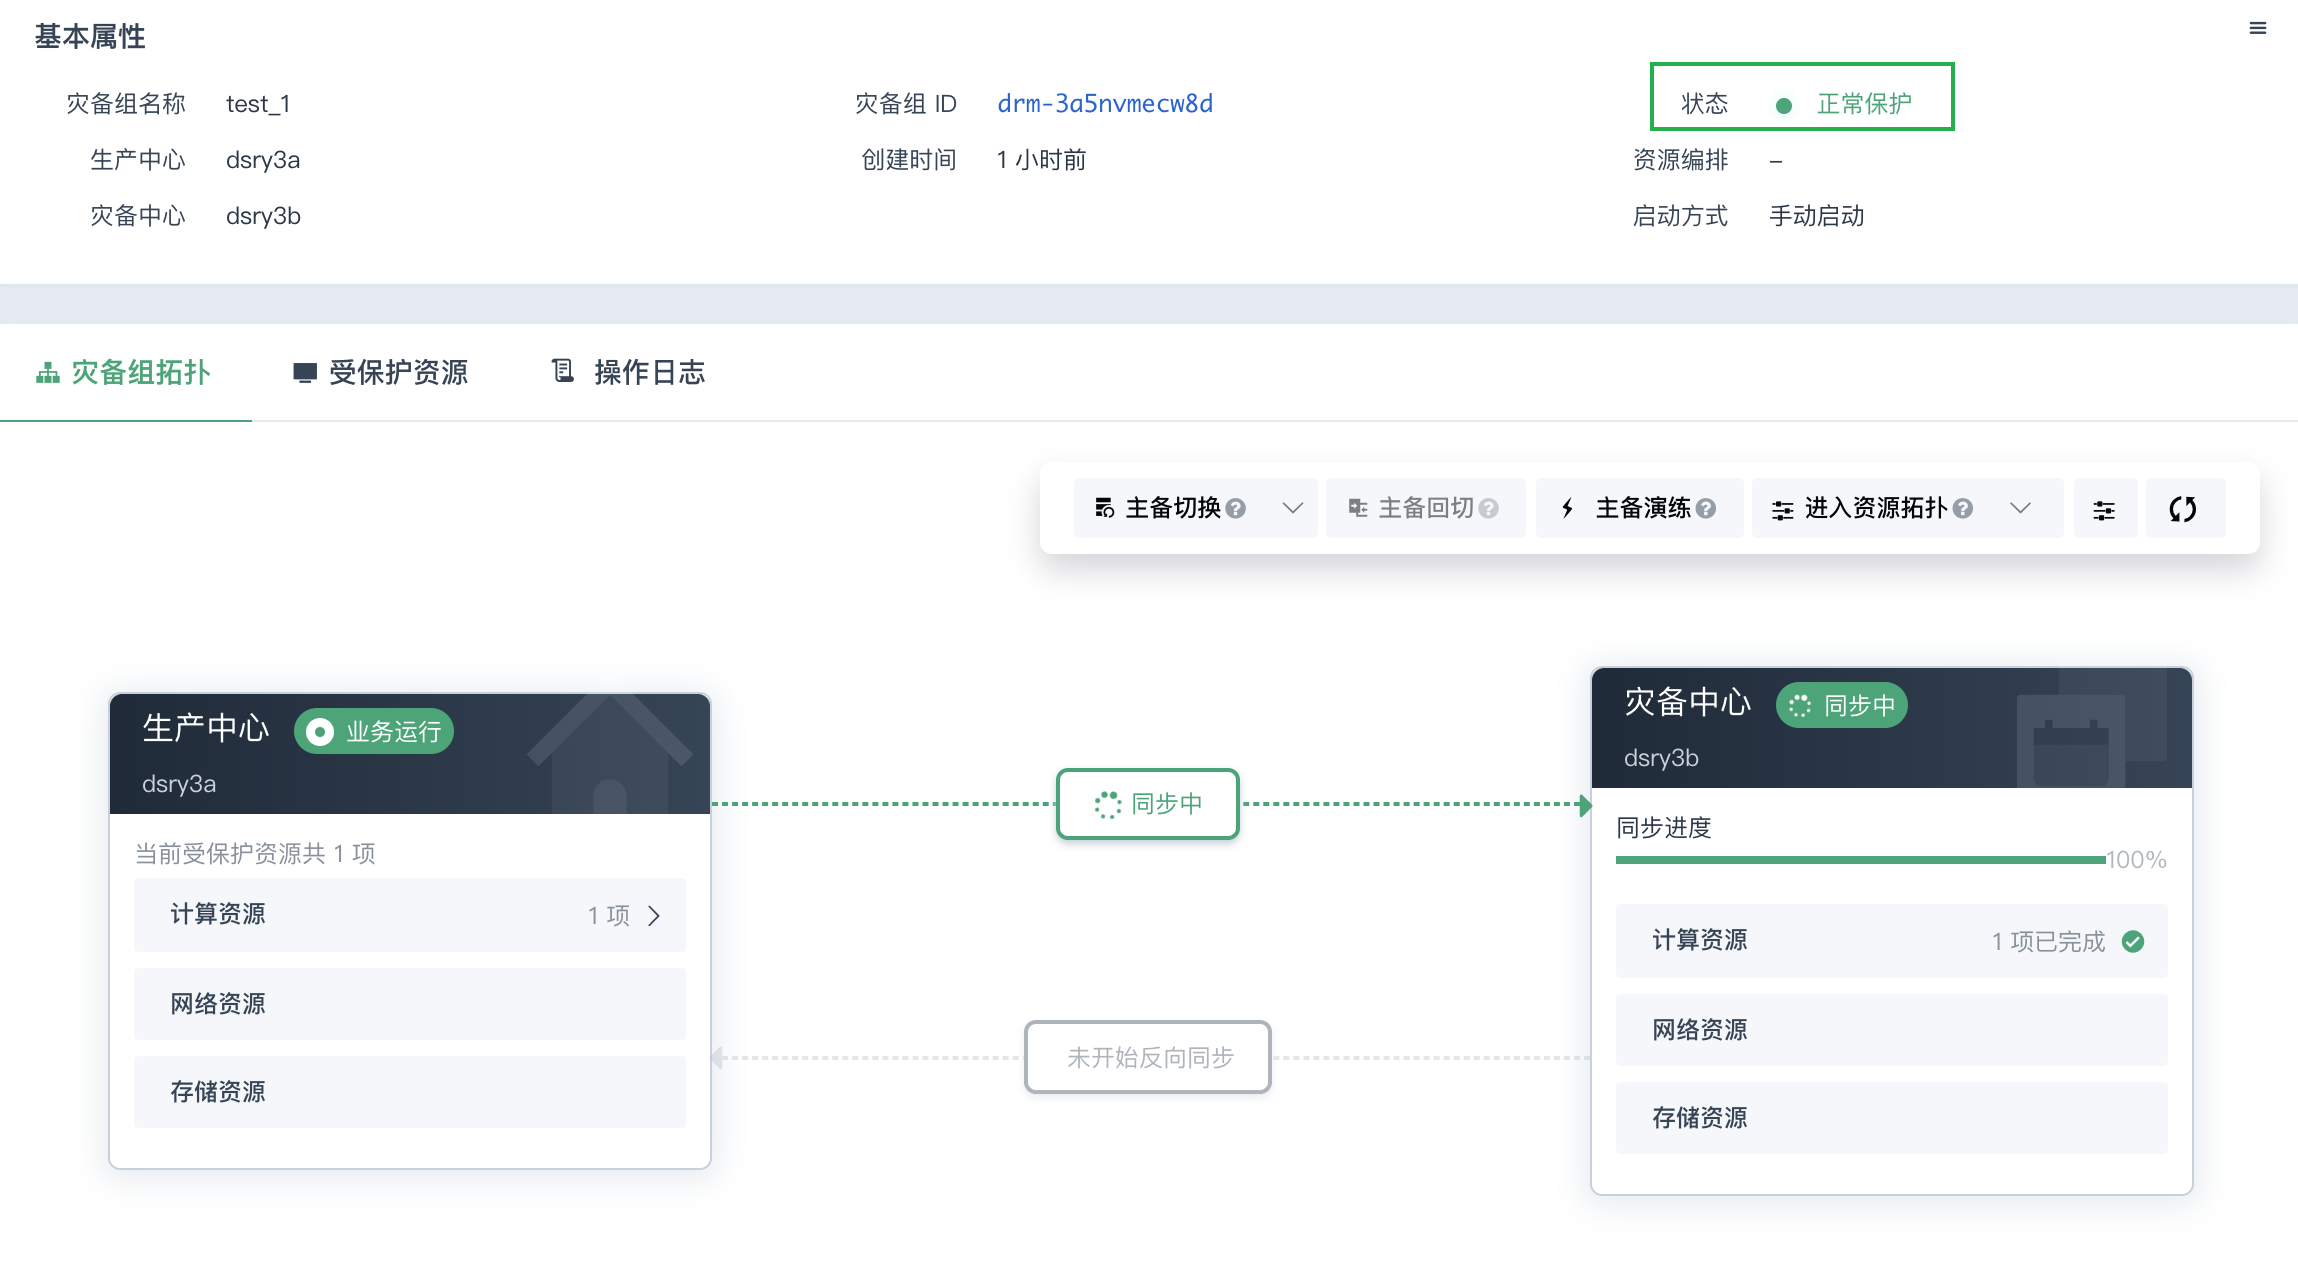 基本属性
灾备组名称 test_1
灾备组 ID drm-3a5nvmecw8d
状态 正常保护
生产中心 dsry3a
创建时间 1 小时前
资源编排 –
灾备中心 dsry3b
启动方式 手动启动
灾备组拓扑 受保护资源 操作日志
主备切换 主备回切 主备演练 进入资源拓扑
生产中心 业务运行
dsry3a
当前受保护资源共 1 项
计算资源 1 项
网络资源
存储资源
同步中
未开始反向同步
灾备中心 同步中
dsry3b
同步进度
100%
计算资源 1 项已完成
网络资源
存储资源